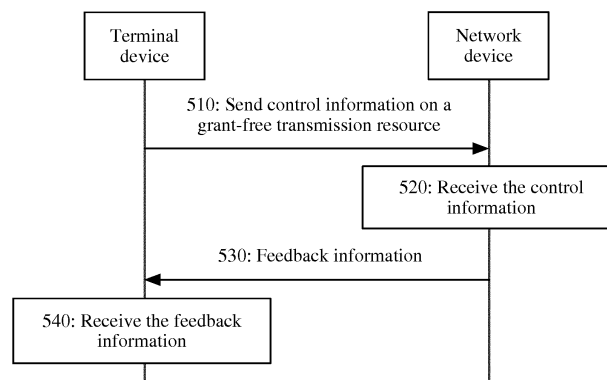 Terminal
device
Network
device
510: Send control information on a
grant-free transmission resource
520: Receive the control
information
530: Feedback information
540: Receive the feedback
information